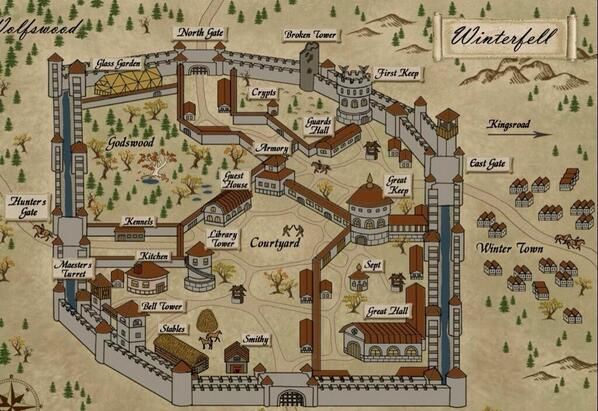 Wolfswood
North Gate
Broken Tower
Winterfell
Glass Garden
First Keep
Crypts
Guards
Hall
Kingsroad
Godswood
Armory
East Gate
Guest
House
Great
Keep
Hunter's
Gate
Kennels
Library
Tower
Courtyard
Winter Town
Maester's
Turret
Kitchen
Sept
Bell Tower
Great Hall
Stables
Smithy